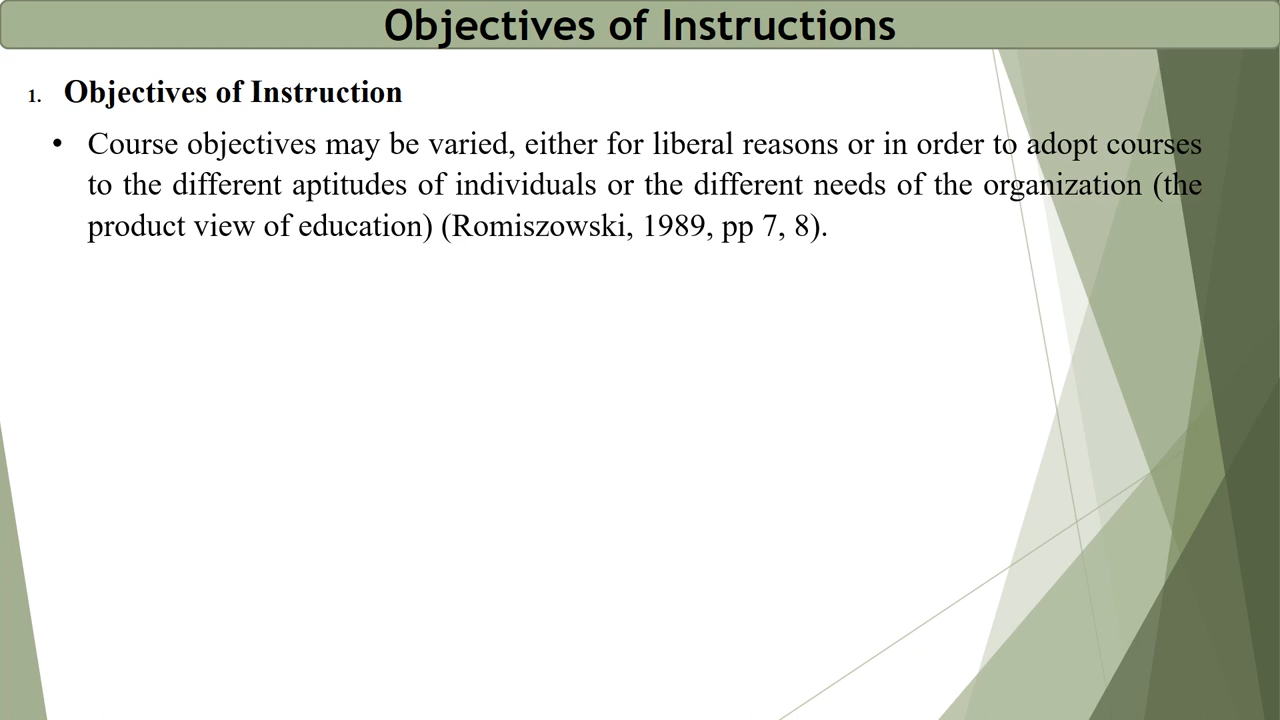 Objectives of Instructions
1. Objectives of Instruction
• Course objectives may be varied, either for liberal reasons or in order to adopt courses
to the different aptitudes of individuals or the different needs of the organization (the
product view of education) (Romiszowski, 1989, pp 7, 8).